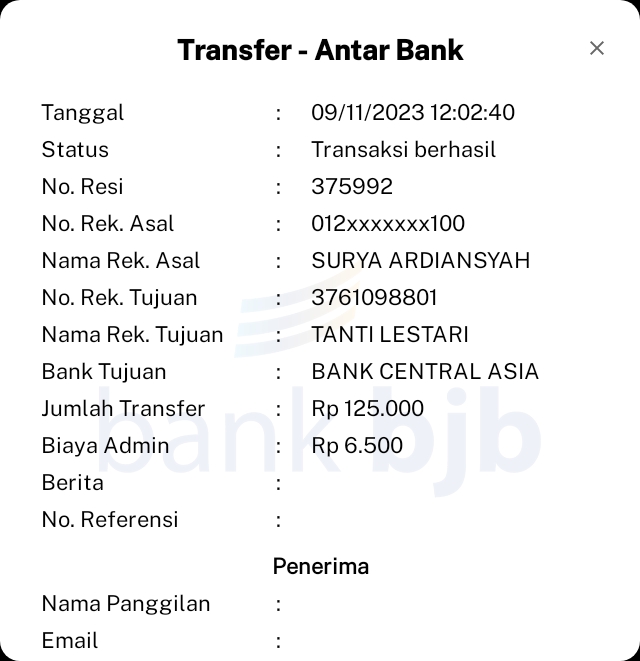 Transfer - Antar Bank
Tanggal : 09/11/2023 12:02:40
Status : Transaksi berhasil
No. Resi : 375992
No. Rek. Asal : 012xxxxxxx100
Nama Rek. Asal : SURYA ARDIANSYAH
No. Rek. Tujuan : 3761098801
Nama Rek. Tujuan : TANTI LESTARI
Bank Tujuan : BANK CENTRAL ASIA
Jumlah Transfer : Rp 125.000
Biaya Admin : Rp 6.500
bank bjb
Berita :
No. Referensi :
Penerima
Nama Panggilan :
Email :